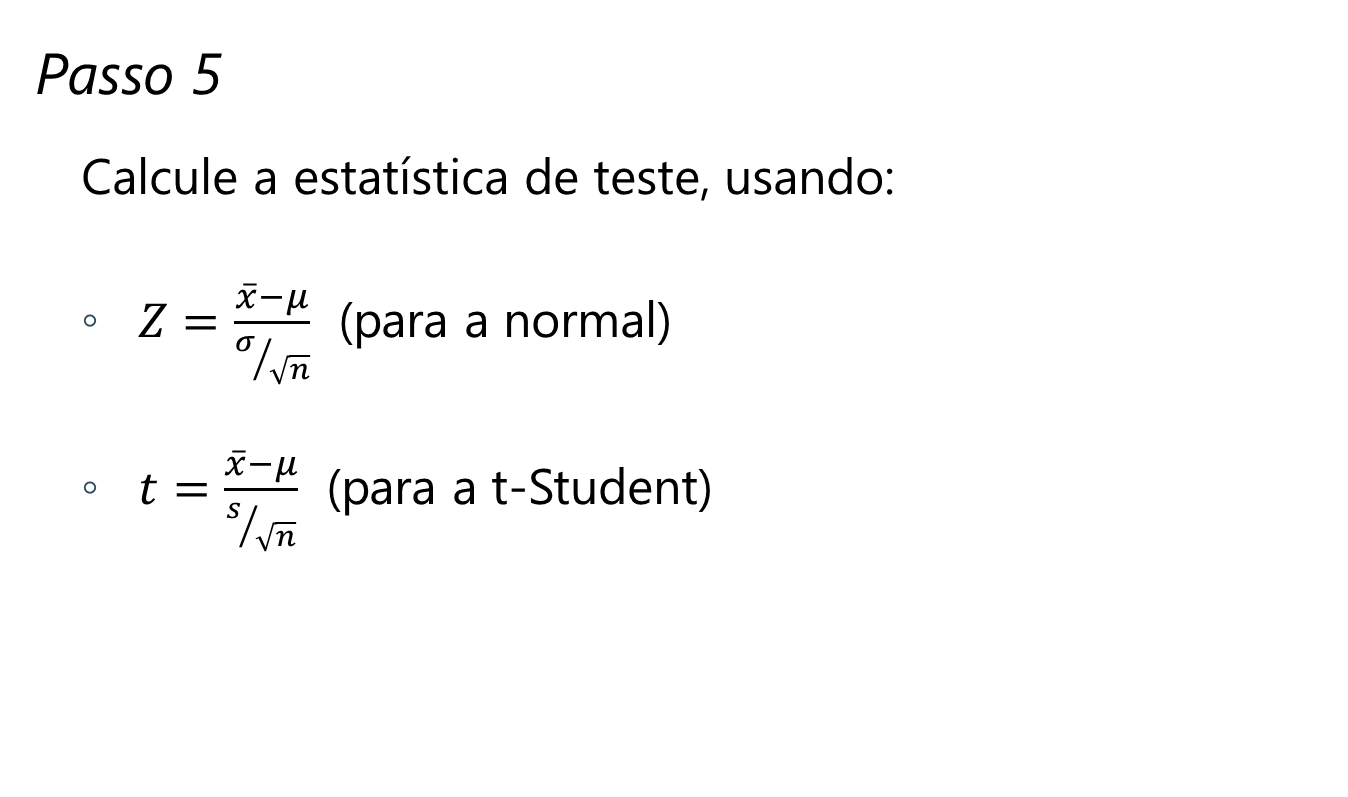 Passo 5
Calcule a estatística de teste, usando:
◦ Z = (x̄−μ)/(σ/√n) (para a normal)
◦ t = (x̄−μ)/(s/√n) (para a t-Student)